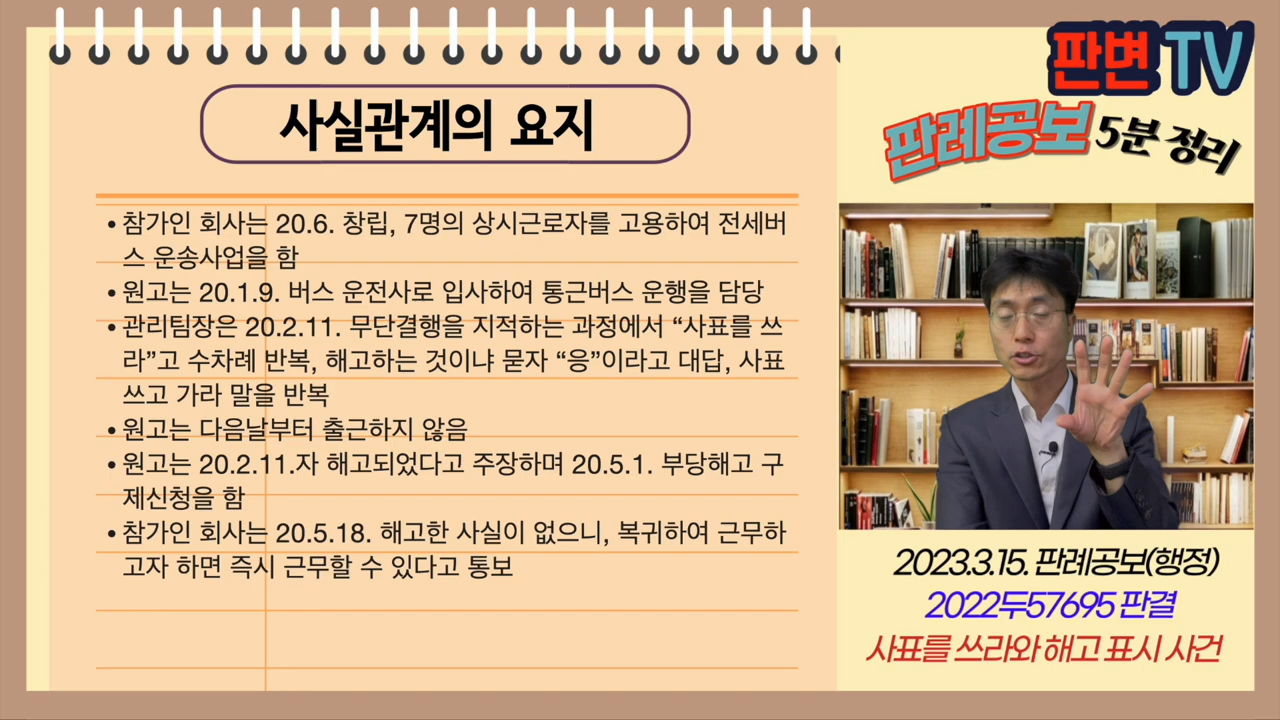 사실관계의 요지
• 참가인 회사는 20.6. 창립, 7명의 상시근로자를 고용하여 전세버
스 운송사업을 함
• 원고는 20.1.9. 버스 운전사로 입사하여 통근버스 운행을 담당
• 관리팀장은 20.2.11. 무단결행을 지적하는 과정에서 “사표를 쓰
라”고 수차례 반복, 해고하는 것이냐 묻자 “응”이라고 대답, 사표
쓰고 가라 말을 반복
• 원고는 다음날부터 출근하지 않음
• 원고는 20.2.11.자 해고되었다고 주장하며 20.5.1. 부당해고 구
제신청을 함
• 참가인 회사는 20.5.18. 해고한 사실이 없으니, 복귀하여 근무하
고자 하면 즉시 근무할 수 있다고 통보
판변 TV
판례공보 5분 정리
2023.3.15. 판례공보(행정)
2022두57695 판결
사표를 쓰라와 해고 표시 사건